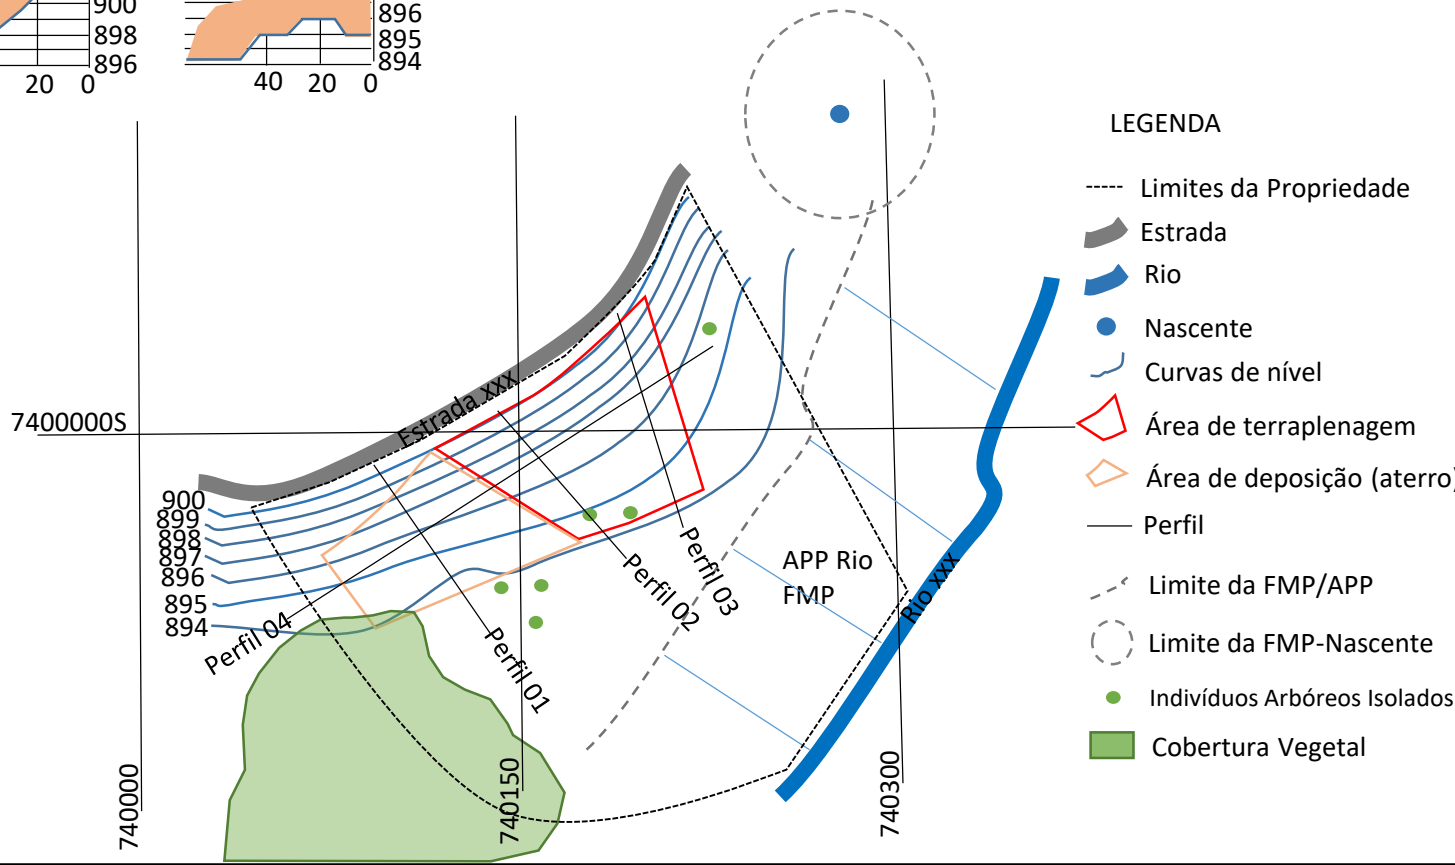 900
898
896
20 0
896
895
894
40 20 0
LEGENDA
Limites da Propriedade
Estrada
Rio
Nascente
Curvas de nível
Área de terraplenagem
Área de deposição (aterro)
Perfil
Limite da FMP/APP
Limite da FMP-Nascente
Indivíduos Arbóreos Isolados
Cobertura Vegetal
7400000S
Estrada xxx
900
899
898
897
896
895
894
Perfil 04
Perfil 01
Perfil 02
Perfil 03
APP Rio
FMP
Rio xxx
740000
740150
740300